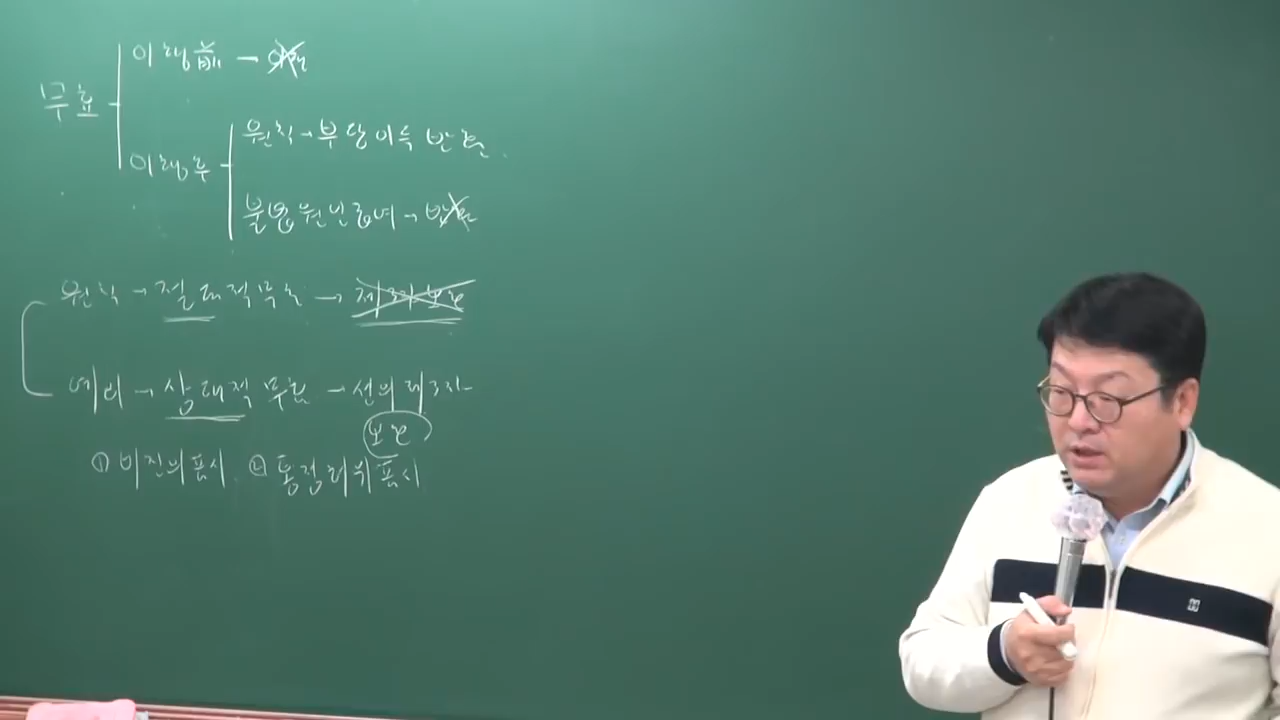 이행前 → 이행
무효
원칙 → 부당이득 반환
이행후
불법원인급여 → 반환
원칙 → 절대적 무효 → 제3자 보호
예외 → 상대적 무효 → 선의 제3자
보호
① 비진의표시 ② 통정허위표시